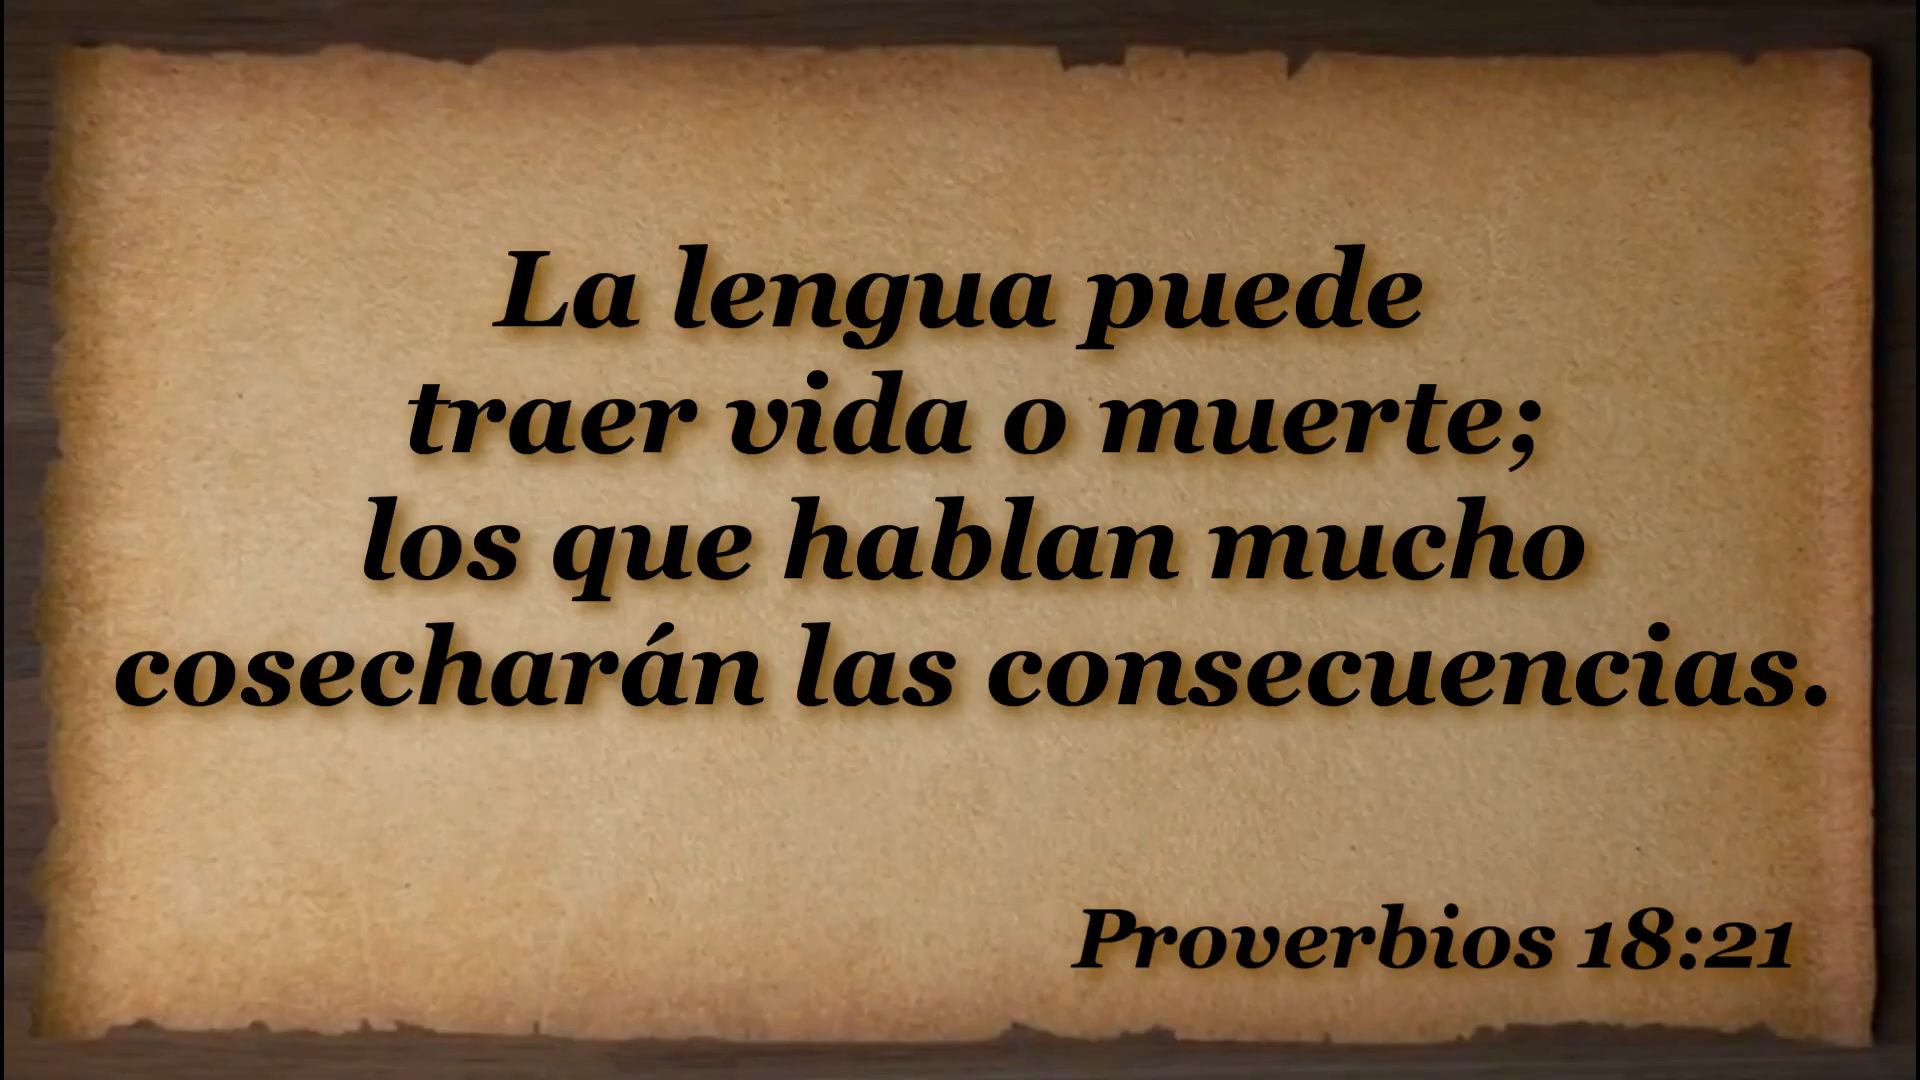 La lengua puede
traer vida o muerte;
los que hablan mucho
cosecharán las consecuencias.
Proverbios 18:21